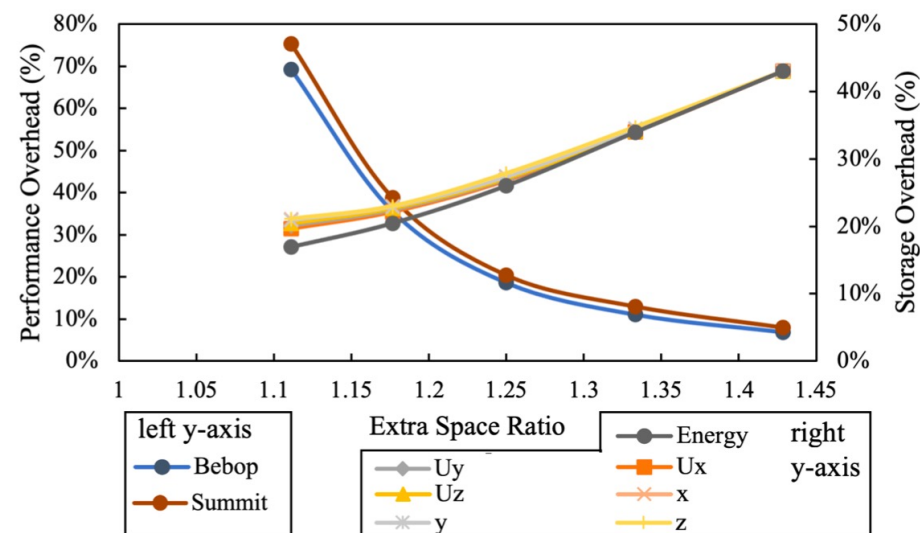 80%
70%
60%
50%
40%
30%
20%
10%
0%
Performance Overhead (%)
50%
40%
30%
20%
10%
0%
Storage Overhead (%)
1 1.05 1.1 1.15 1.2 1.25 1.3 1.35 1.4 1.45
Extra Space Ratio
left y-axis
Bebop
Summit
Energy right
Uy Ux y-axis
Uz x
y z